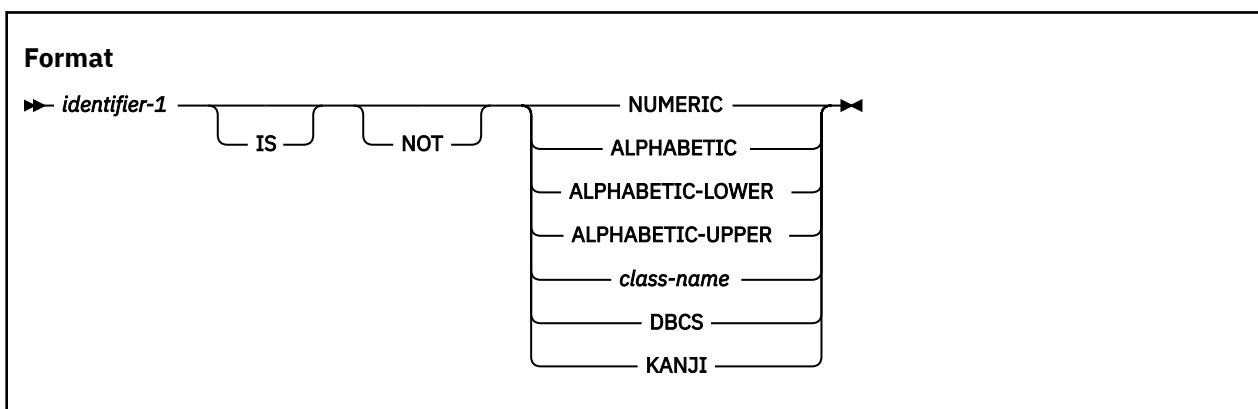 Format
identifier-1 NUMERIC
IS NOT ALPHABETIC
ALPHABETIC-LOWER
ALPHABETIC-UPPER
class-name
DBCS
KANJI